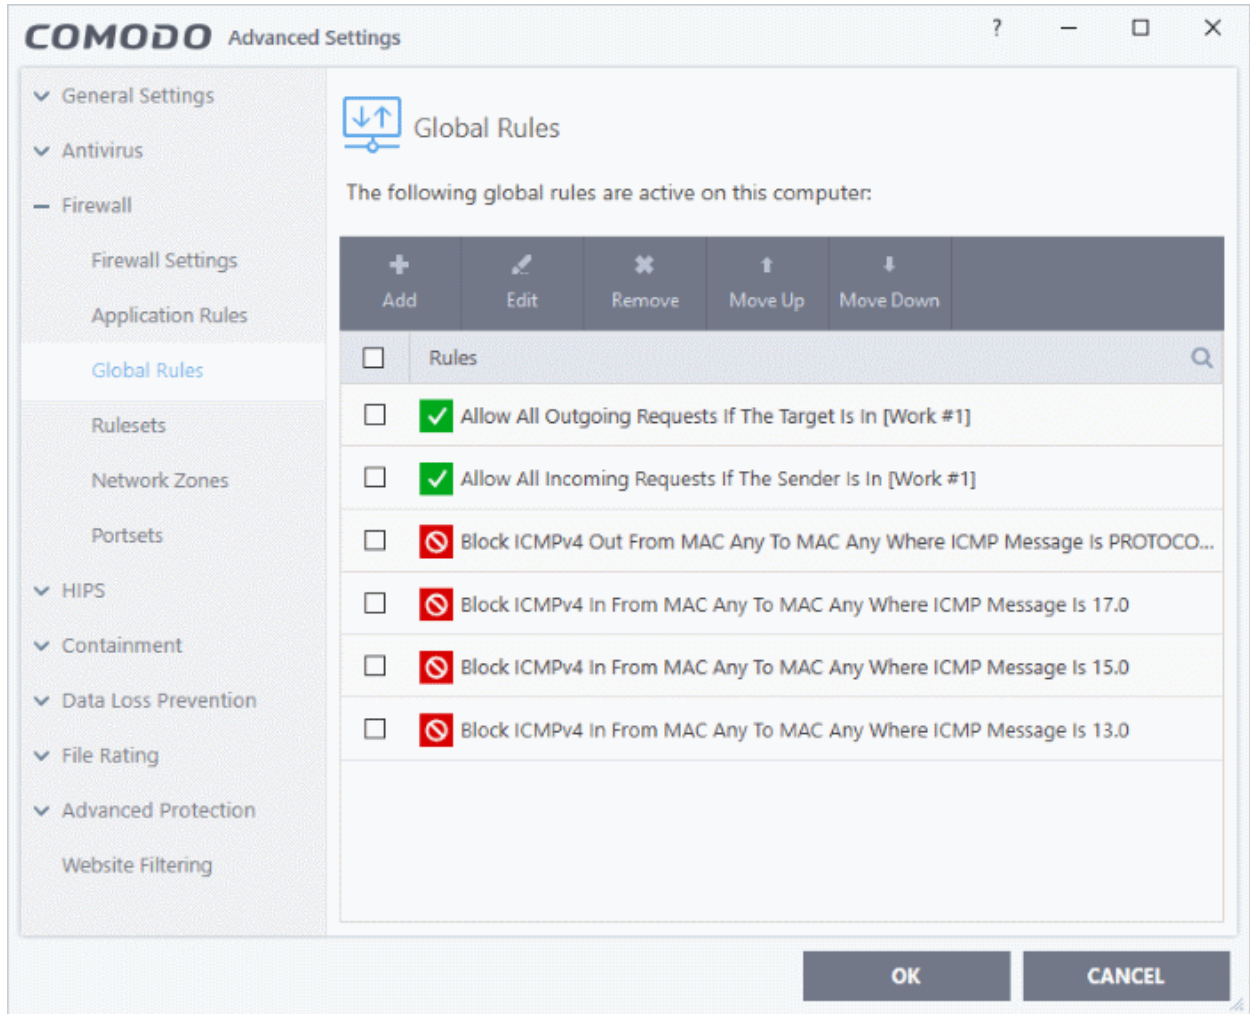 COMODO Advanced Settings ?
General Settings
Antivirus
Firewall
Firewall Settings
Application Rules
Global Rules
Rulesets
Network Zones
Portsets
HIPS
Containment
Data Loss Prevention
File Rating
Advanced Protection
Website Filtering
Global Rules
The following global rules are active on this computer:
Add Edit Remove Move Up Move Down
Rules
Allow All Outgoing Requests If The Target Is In [Work #1]
Allow All Incoming Requests If The Sender Is In [Work #1]
Block ICMPv4 Out From MAC Any To MAC Any Where ICMP Message Is PROTOCO...
Block ICMPv4 In From MAC Any To MAC Any Where ICMP Message Is 17.0
Block ICMPv4 In From MAC Any To MAC Any Where ICMP Message Is 15.0
Block ICMPv4 In From MAC Any To MAC Any Where ICMP Message Is 13.0
OK CANCEL